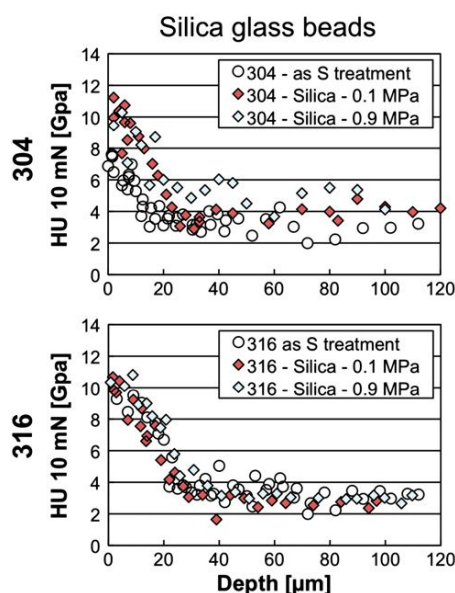 Silica glass beads
304
HU 10 mN [Gpa]
14
12
10
8
6
4
2
0
304 - as S treatment
304 - Silica - 0.1 MPa
304 - Silica - 0.9 MPa
0 20 40 60 80 100 120
316
HU 10 mN [Gpa]
14
12
10
8
6
4
2
0
316 as S treatment
316 - Silica - 0.1 MPa
316 - Silica - 0.9 MPa
0 20 40 60 80 100 120
Depth [µm]